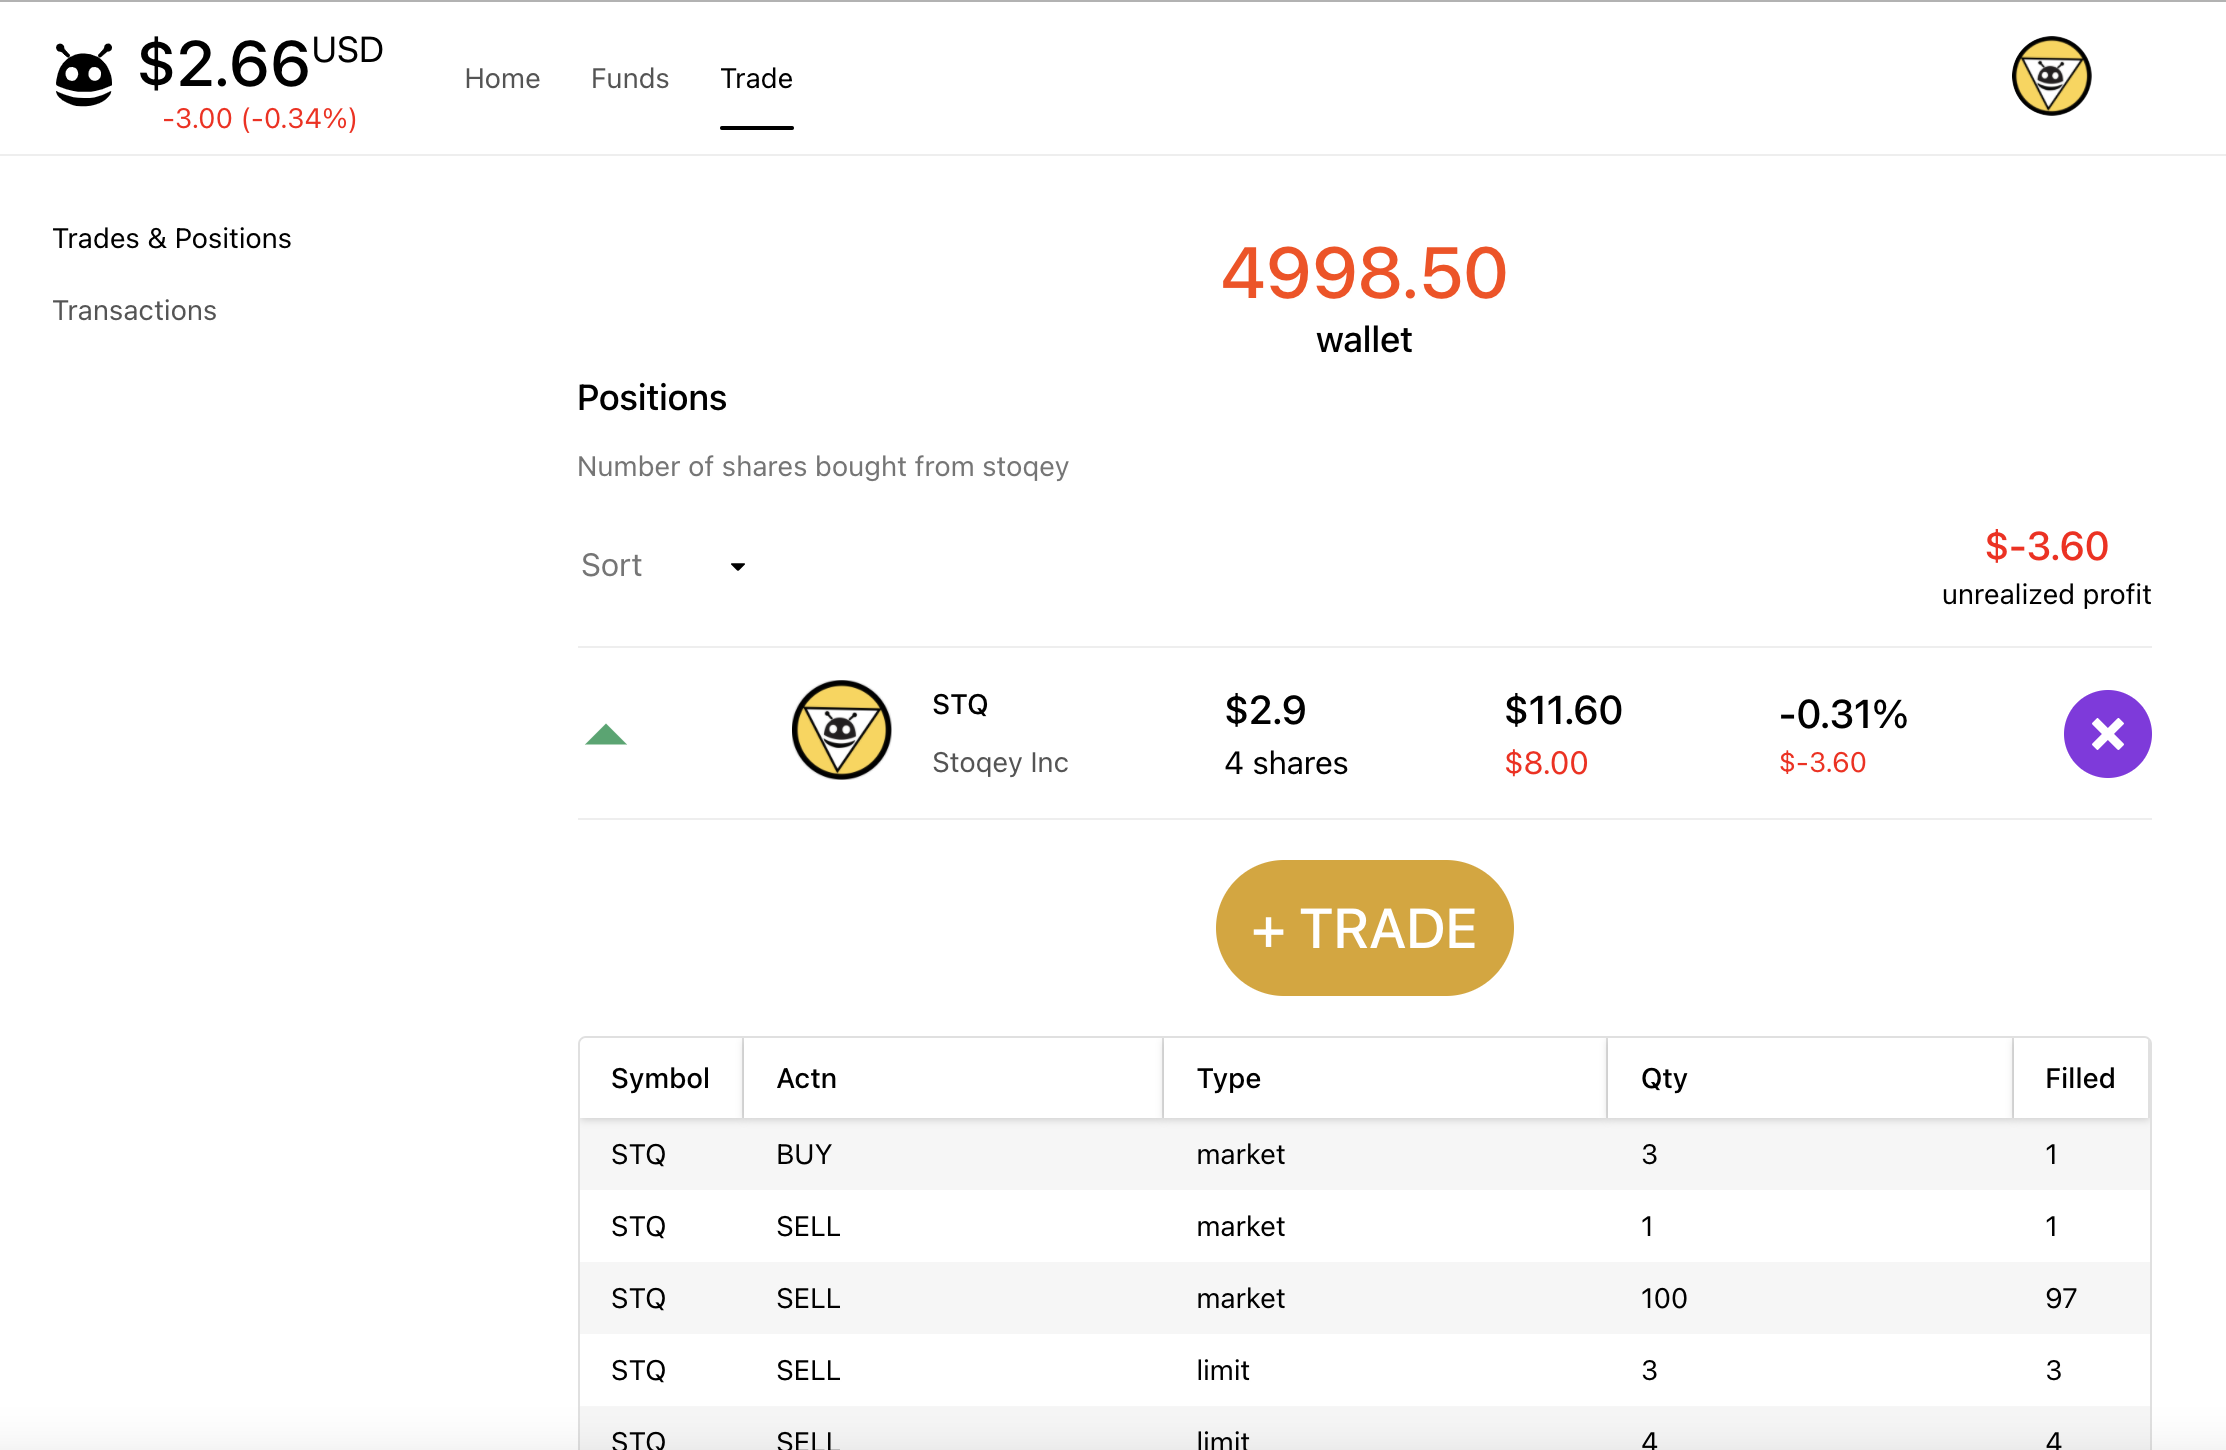 $2.66 USD
-3.00 (-0.34%)
Home Funds Trade
Trades & Positions
Transactions
4998.50
wallet
Positions
Number of shares bought from stoqey
Sort
$-3.60
unrealized profit
STQ $2.9 $11.60 -0.31%
Stoqey Inc 4 shares $8.00 $-3.60
+ TRADE
Symbol Actn Type Qty Filled
STQ BUY market 3 1
STQ SELL market 1 1
STQ SELL market 100 97
STQ SELL limit 3 3
STQ SELL limit 4 4